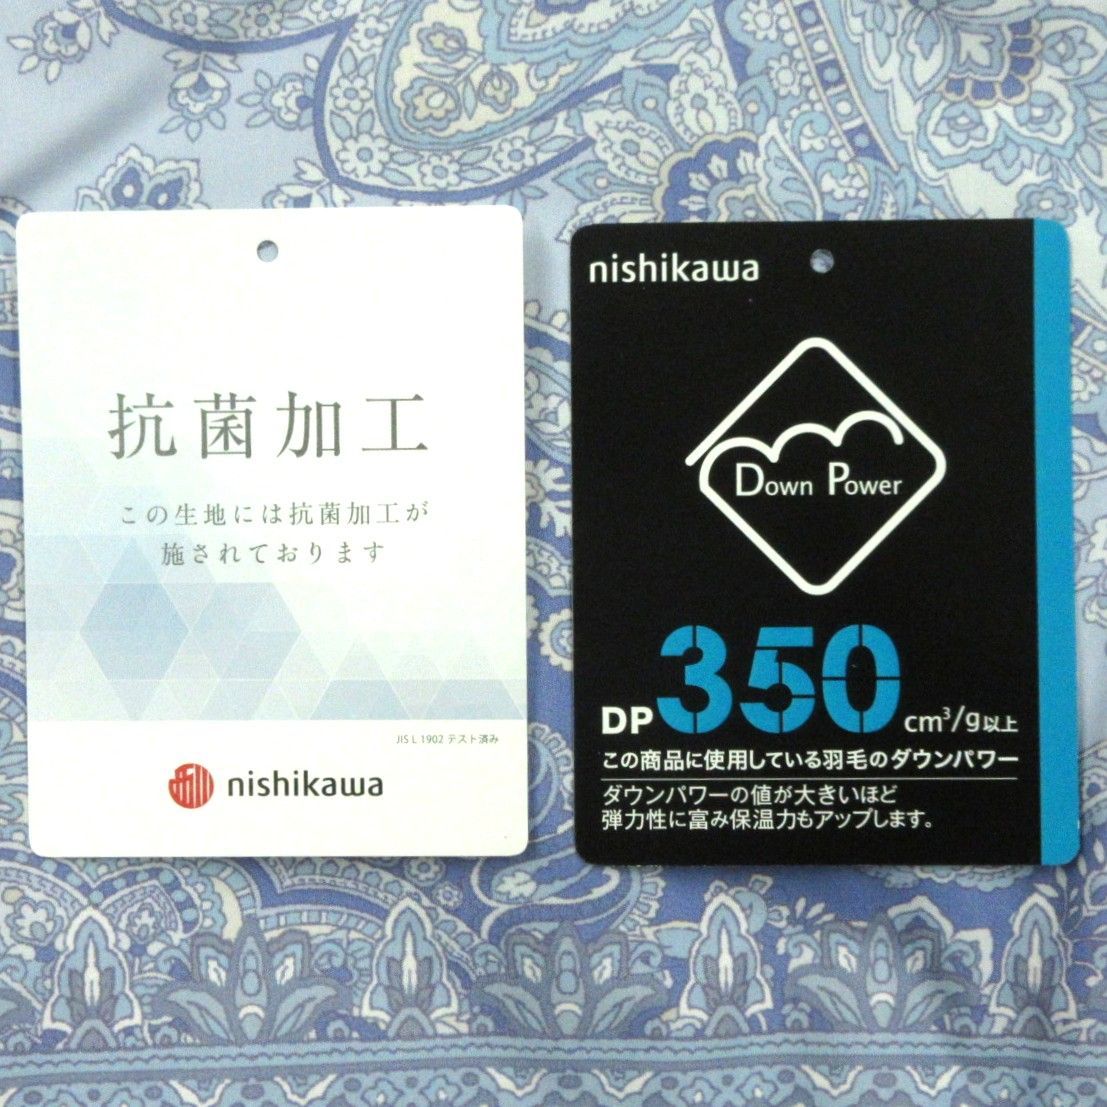 抗菌加工
この生地には抗菌加工が
施されております
JIS L 1902 テスト済み
nishikawa
nishikawa
Down Power
DP350cm³/g以上
この商品に使用している羽毛のダウンパワー
ダウンパワーの値が大きいほど
弾力性に富み保温力もアップします。